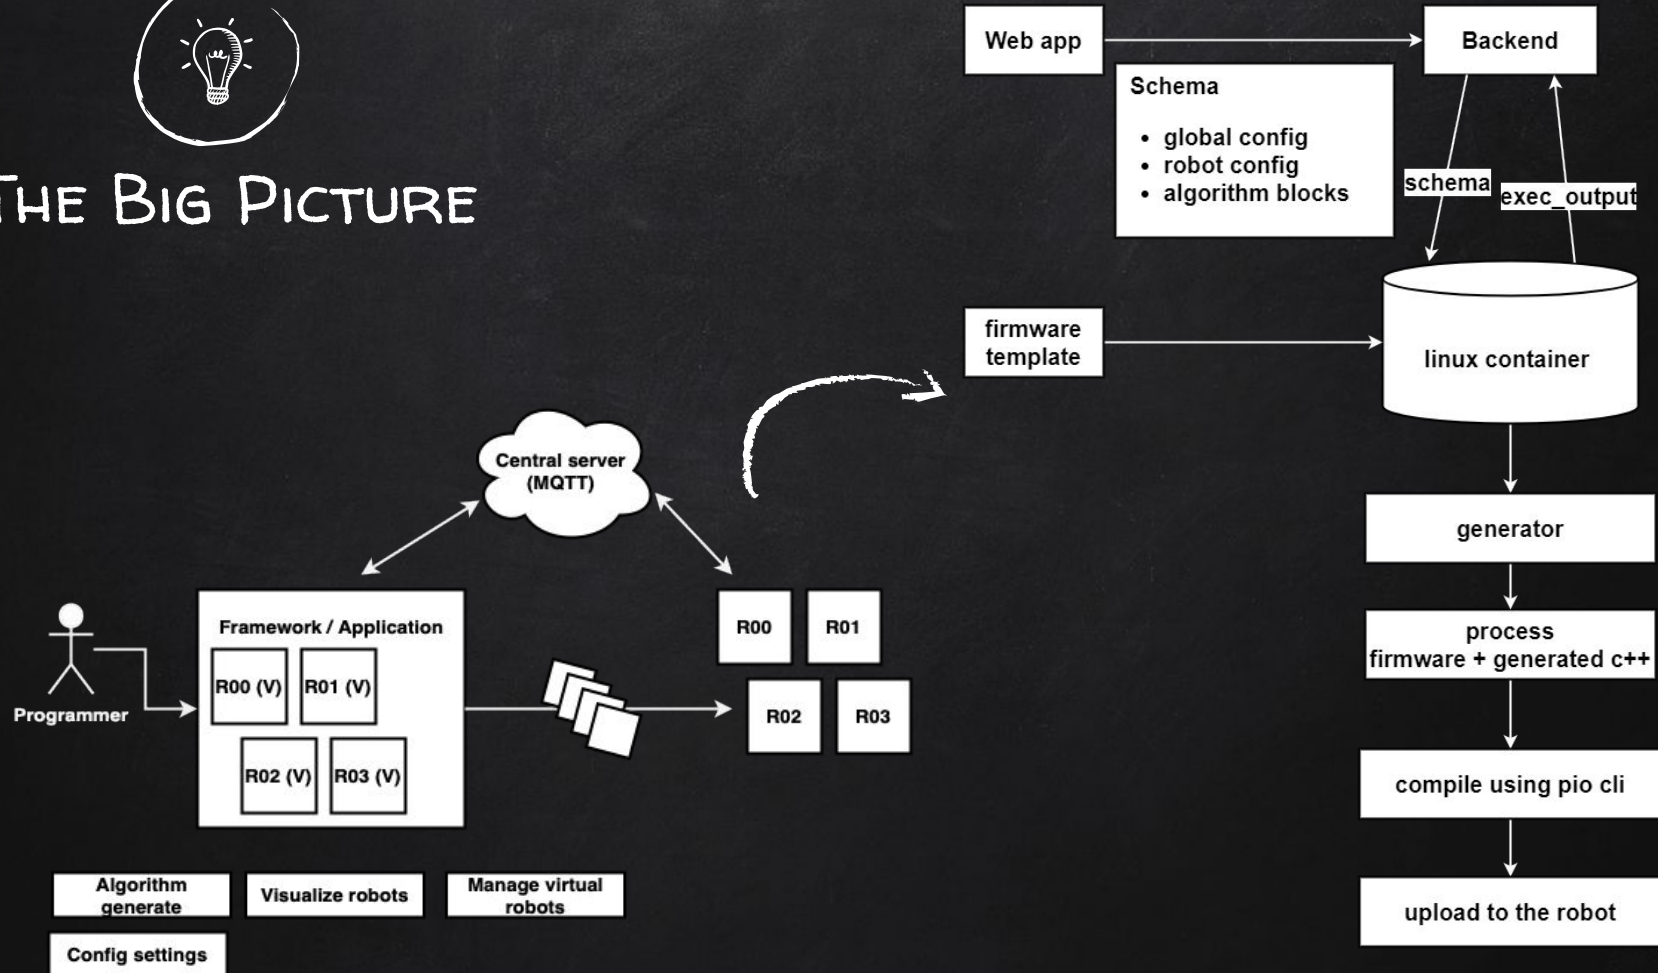 THE BIG PICTURE
Central server
(MQTT)
Programmer
Framework / Application
R00 (V)
R01 (V)
R02 (V)
R03 (V)
R00
R01
R02
R03
Algorithm
generate
Visualize robots
Manage virtual
robots
Config settings
Web app
Backend
Schema
• global config
• robot config
• algorithm blocks
schema
exec_output
firmware
template
linux container
generator
process
firmware + generated c++
compile using pio cli
upload to the robot